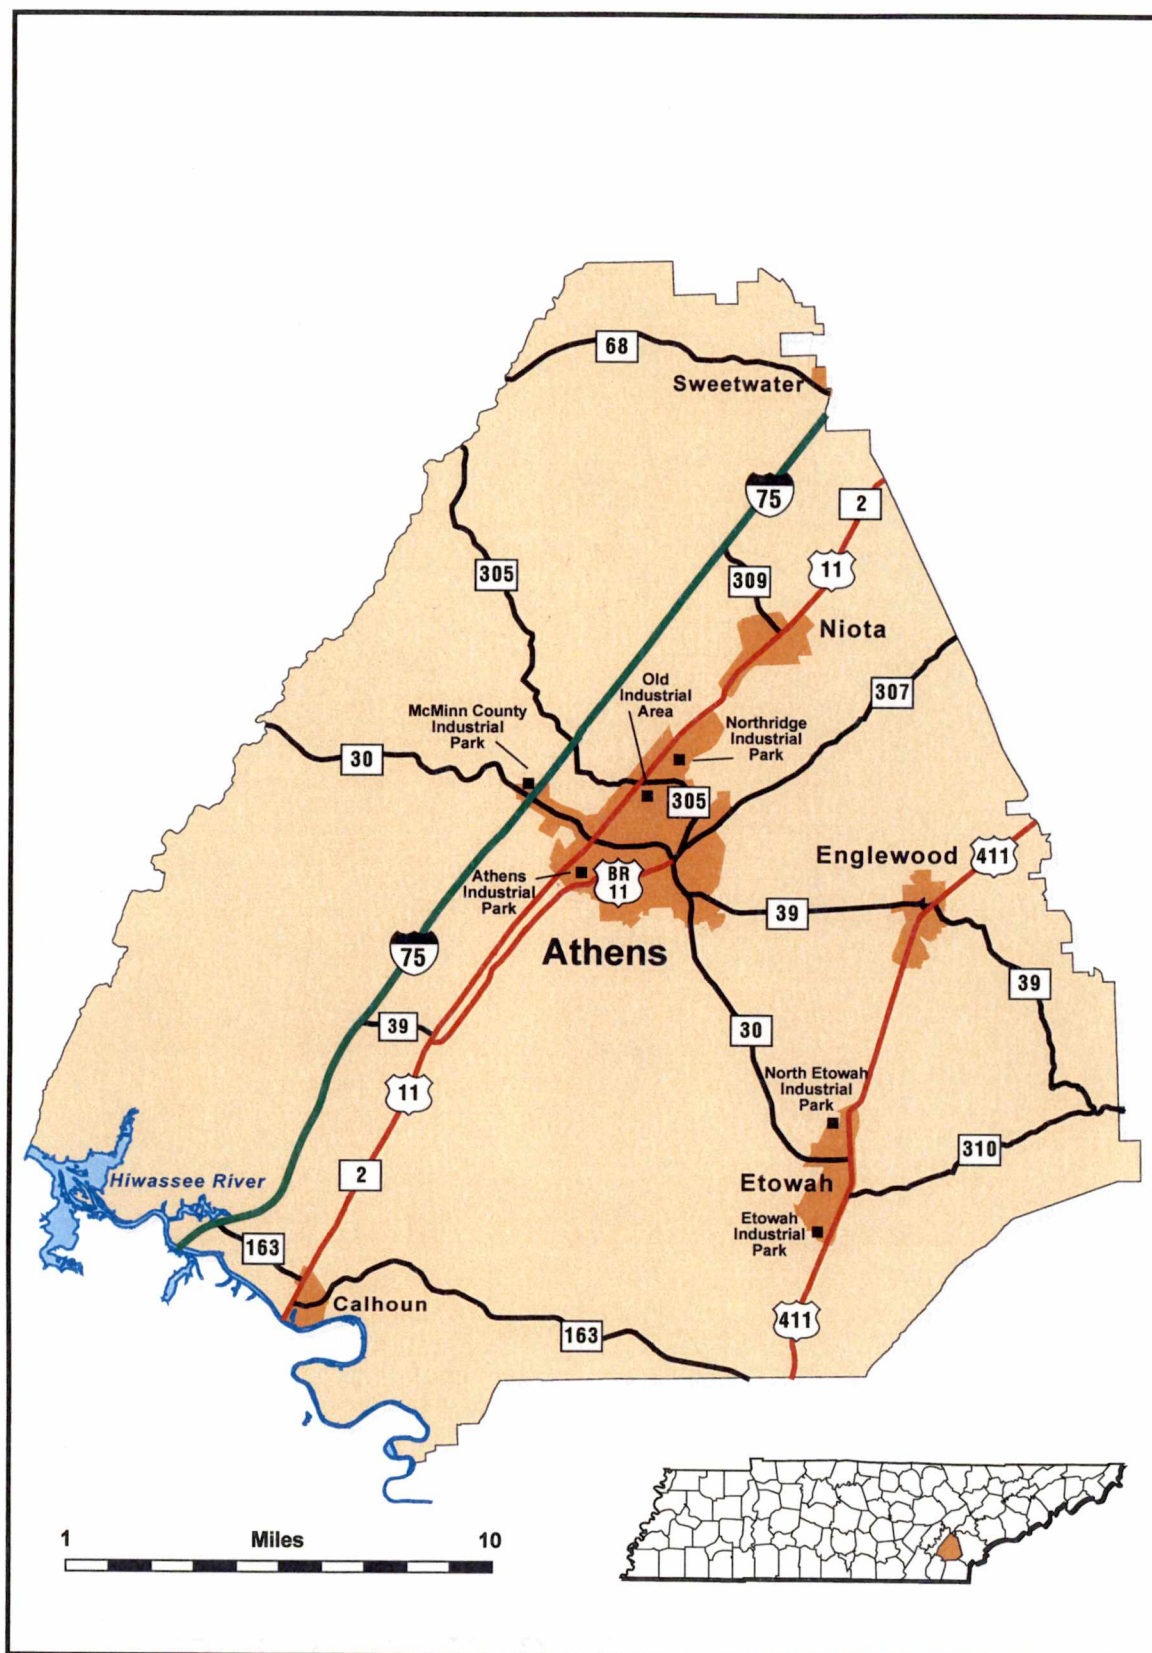 68
Sweetwater
75
2
305
309
11
Niota
Old
Industrial
Area
307
McMinn County
Industrial
Park
Northridge
Industrial
Park
30
305
Englewood
411
Athens
Industrial
Park
BR
11
39
Athens
75
39
39
30
North Etowah
Industrial
Park
11
310
2
Hiwassee River
Etowah
Etowah
Industrial
Park
163
Calhoun
411
163
1
Miles
10